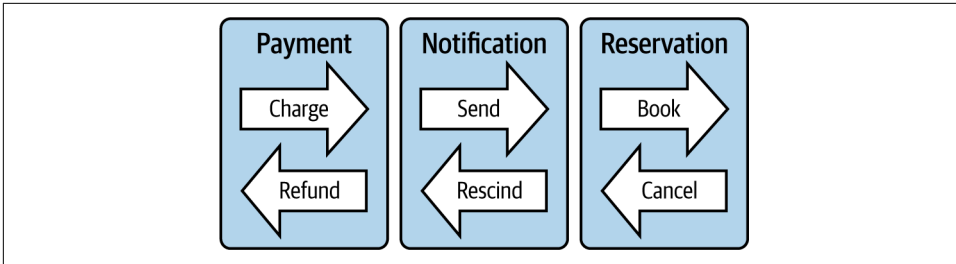 Payment
Charge
Refund
Notification
Send
Rescind
Reservation
Book
Cancel